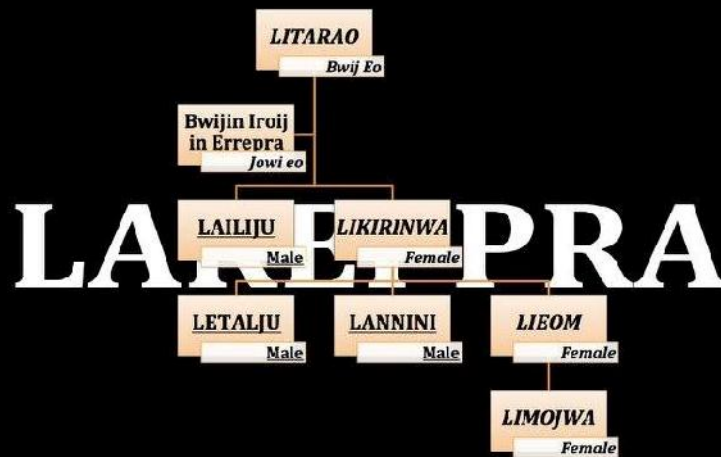 LITARAO
Bwij Eo
Bwijin Iroij
in Errepra
Jowi eo
LAILIJU
Male
LIKIRINWA
Female
LETALJU
Male
LANNINI
Male
LIEOM
Female
LIMOJWA
Female